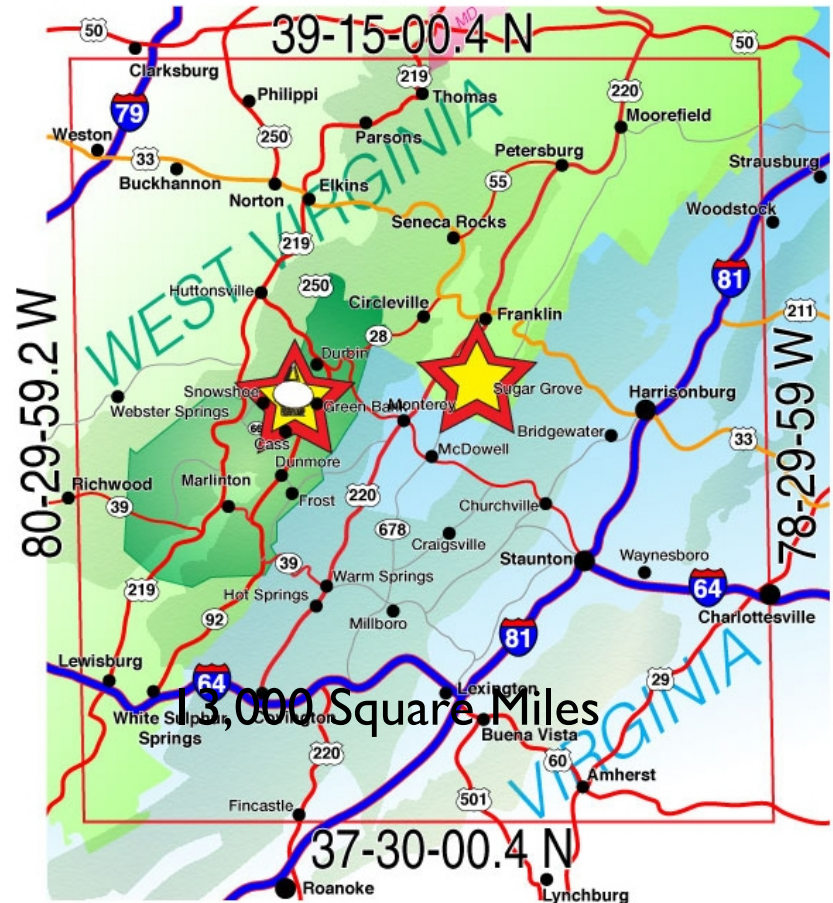 50
39-15-00.4 N
MD
50
Clarksburg
219
Thomas
220
Philippi
79
Moorefield
Parsons
250
Weston
33
Petersburg
Strausburg
Buckhannon
55
Norton
Elkins
Woodstock
Seneca Rocks
WEST VIRGINIA
219
81
Huttonsville
250
Circleville
Franklin
211
28
80-29-59.2 W
Durbin
78-29-59 W
Snowshoe
Sugar Grove
Harrisonburg
Green Bank
Monterey
Webster Springs
66
Cass
Bridgewater
33
McDowell
Dunmore
Richwood
Marlinton
39
Frost
220
Churchville
678
Craigsville
Staunton
Waynesboro
39
Warm Springs
219
64
Hot Springs
92
Millboro
Charlottesville
81
Lewisburg
64
29
VIRGINIA
13,000 Square Miles
Lexington
White Sulphur
Springs
Covington
Buena Vista
220
60
Amherst
501
Fincastle
37-30-00.4 N
Roanoke
Lynchburg